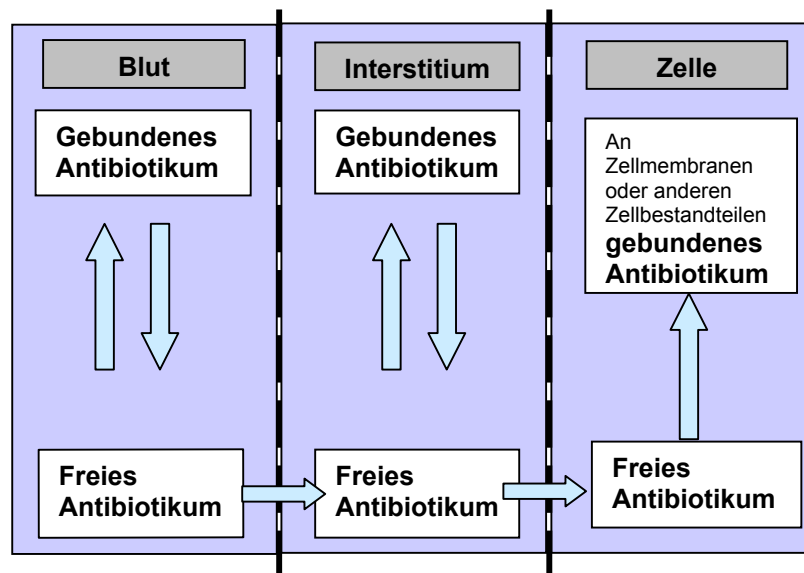 Blut
Gebundenes
Antibiotikum
Freies
Antibiotikum
Interstitium
Gebundenes
Antibiotikum
Freies
Antibiotikum
Zelle
An
Zellmembranen
oder anderen
Zellbestandteilen
gebundenes
Antibiotikum
Freies
Antibiotikum